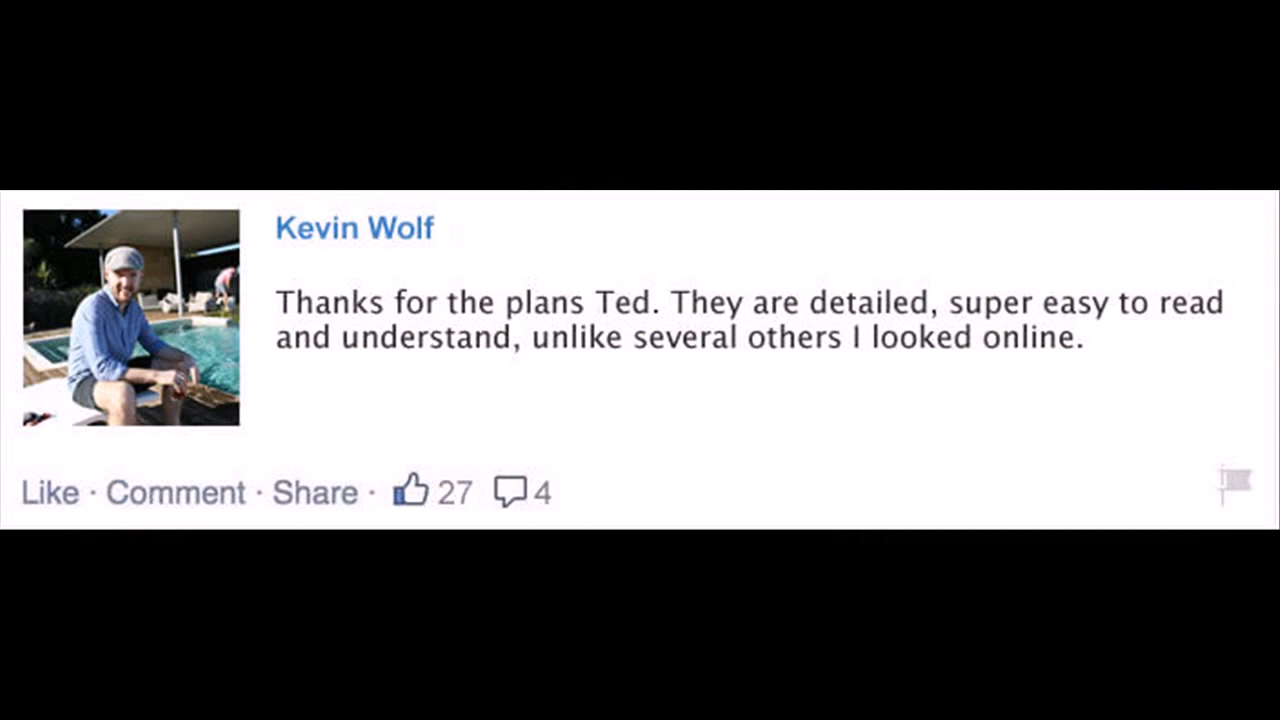 Kevin Wolf
Thanks for the plans Ted. They are detailed, super easy to read
and understand, unlike several others I looked online.
Like · Comment · Share · 27 4